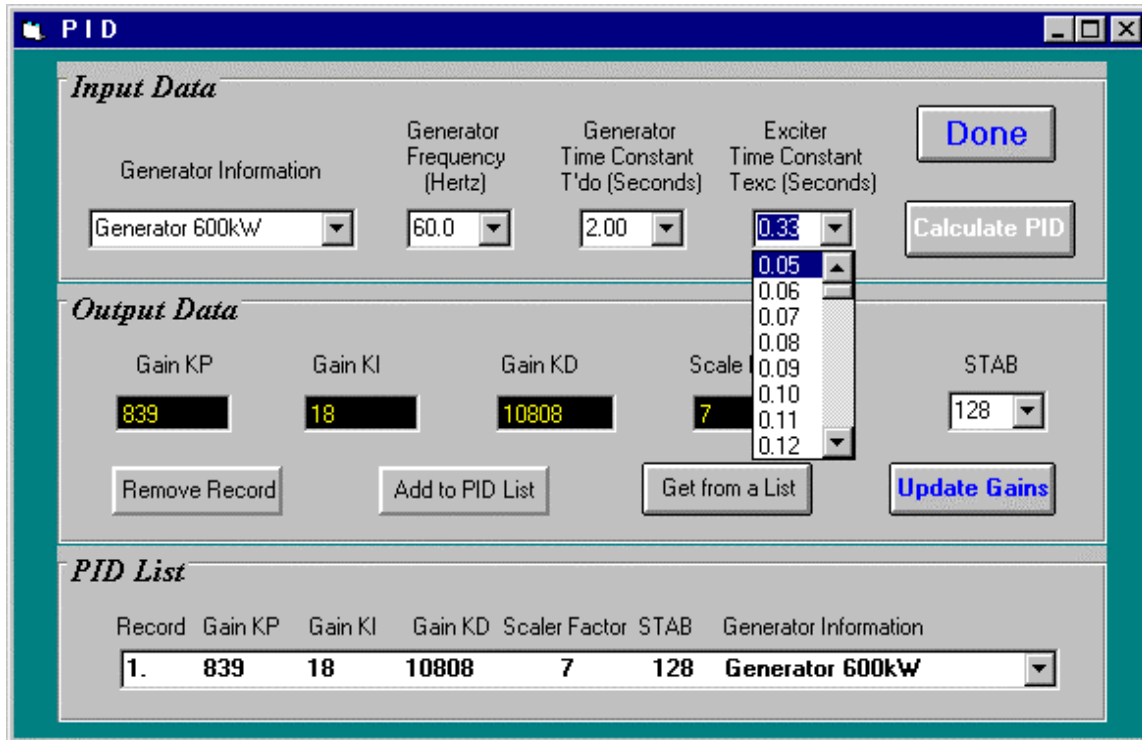 PID
Input Data
Generator Information
Generator
Frequency
(Hertz)
Generator
Time Constant
T'do (Seconds)
Exciter
Time Constant
Texc (Seconds)
Done
Generator 600kW
60.0
2.00
0.33
Calculate PID
0.05
0.06
0.07
0.08
0.09
0.10
0.11
0.12
Output Data
Gain KP
Gain KI
Gain KD
Scale
STAB
839
18
10808
7
128
Remove Record
Add to PID List
Get from a List
Update Gains
PID List
Record Gain KP Gain KI Gain KD Scaler Factor STAB Generator Information
1. 839 18 10808 7 128 Generator 600kW